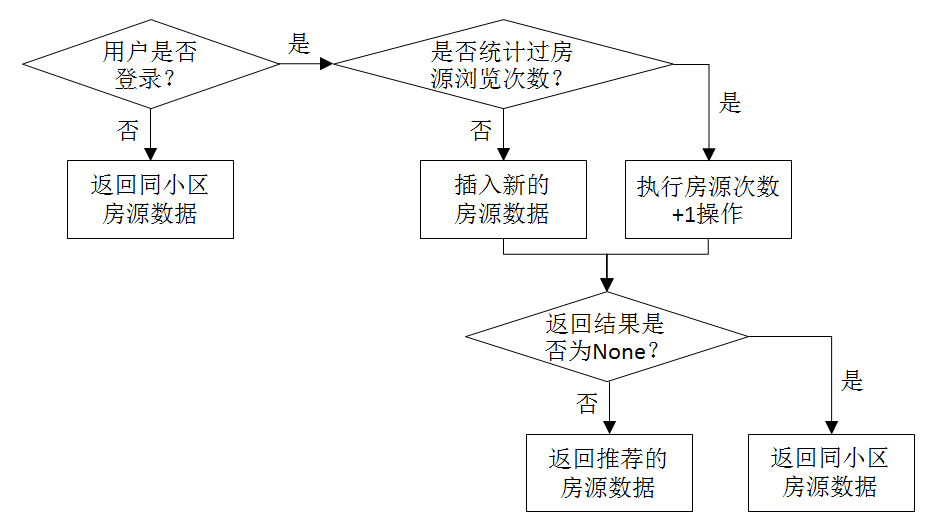 用户是否
登录？
是
是否统计过房
源浏览次数？
是
否
否
返回同小区
房源数据
插入新的
房源数据
执行房源次数
+1操作
返回结果是
否为None？
是
否
返回推荐的
房源数据
返回同小区
房源数据